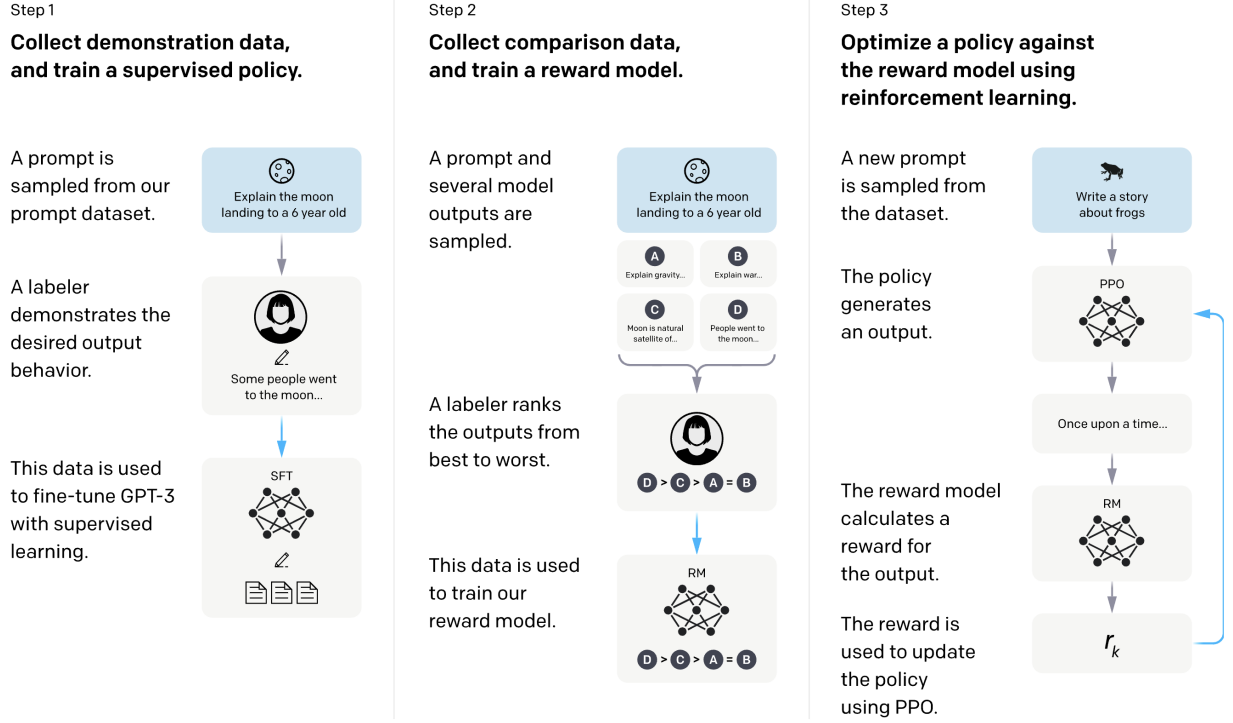 Step 1
Collect demonstration data,
and train a supervised policy.
A prompt is
sampled from our
prompt dataset.
Explain the moon
landing to a 6 year old
A labeler
demonstrates the
desired output
behavior.
Some people went
to the moon...
This data is used
to fine-tune GPT-3
with supervised
learning.
SFT
Step 2
Collect comparison data,
and train a reward model.
A prompt and
several model
outputs are
sampled.
Explain the moon
landing to a 6 year old
A
Explain gravity...
B
Explain war...
C
Moon is natural
satellite of...
D
People went to
the moon...
A labeler ranks
the outputs from
best to worst.
D > C > A = B
This data is used
to train our
reward model.
RM
D > C > A = B
Step 3
Optimize a policy against
the reward model using
reinforcement learning.
A new prompt
is sampled from
the dataset.
Write a story
about frogs
The policy
generates
an output.
PPO
Once upon a time...
The reward model
calculates a
reward for
the output.
RM
The reward is
used to update
the policy
using PPO.
r_k